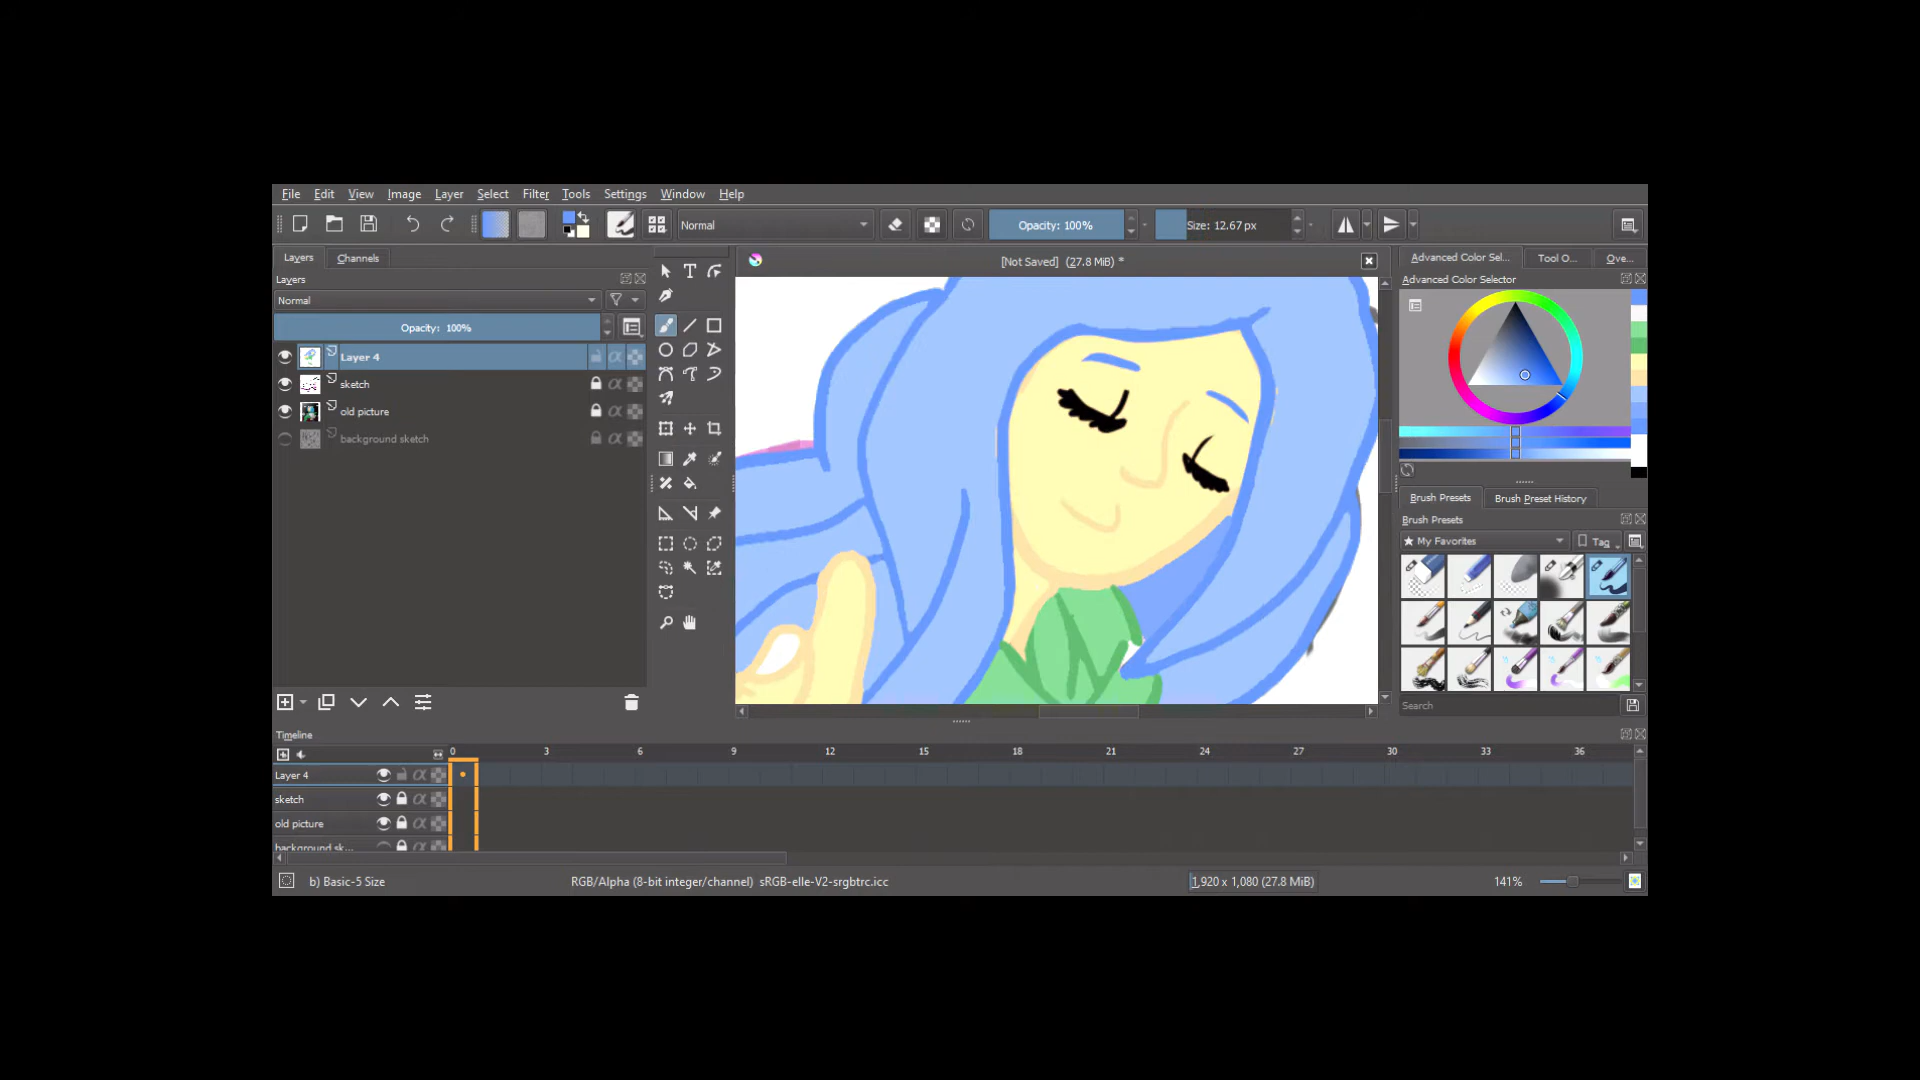 File Edit View Image Layer Select Filter Tools Settings Window Help
Normal Opacity: 100% Size: 12.67 px
Layers Channels
[Not Saved] (27.8 MiB) *
Advanced Color Sel... Tool O... Ove...
Layers
Advanced Color Selector
Normal
Opacity: 100%
Layer 4
sketch
old picture
background sketch
Brush Presets Brush Preset History
Brush Presets
My Favorites Tag
Search
Timeline
0 3 6 9 12 15 18 21 24 27 30 33 36
Layer 4
sketch
old picture
background sk...
b) Basic-5 Size RGB/Alpha (8-bit integer/channel) sRGB-elle-V2-srgbtrc.icc 1,920 x 1,080 (27.8 MiB) 141%